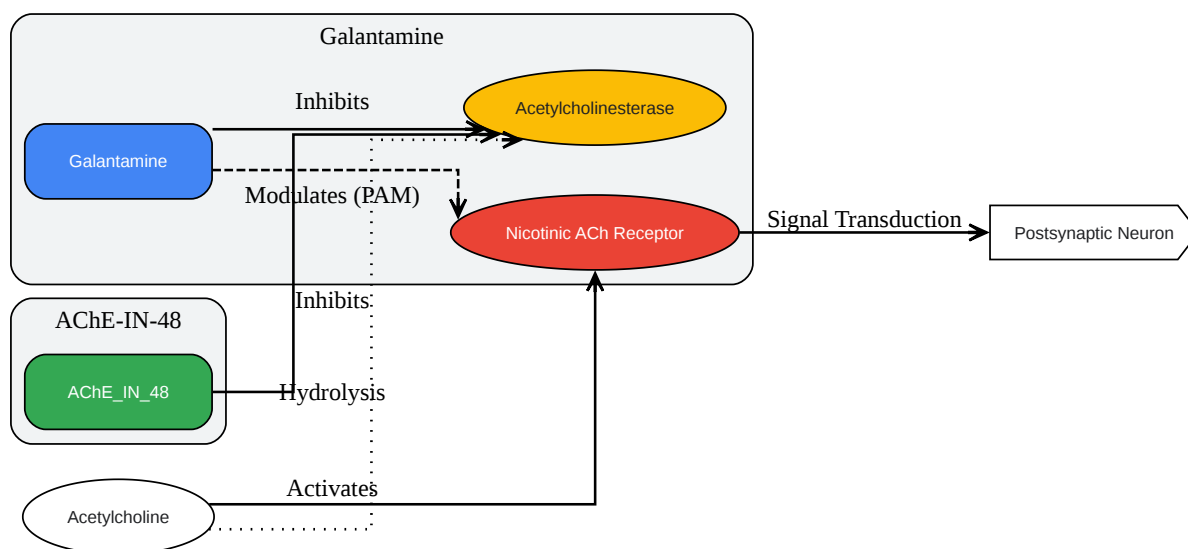 Galantamine
Inhibits
Acetylcholinesterase
Galantamine
Modulates (PAM)
Nicotinic ACh Receptor
Signal Transduction
Postsynaptic Neuron
Inhibits
AChE-IN-48
AChE_IN_48
Hydrolysis
Activates
Acetylcholine